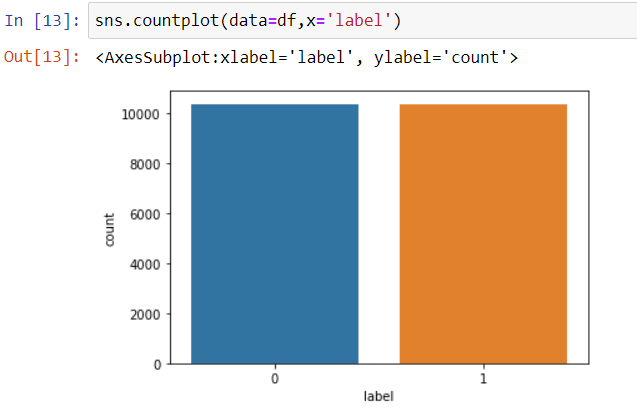 In [13]: sns.countplot(data=df,x='label')
Out[13]: <AxesSubplot:xlabel='label', ylabel='count'>
10000
8000
6000
4000
2000
0
count
0 1
label